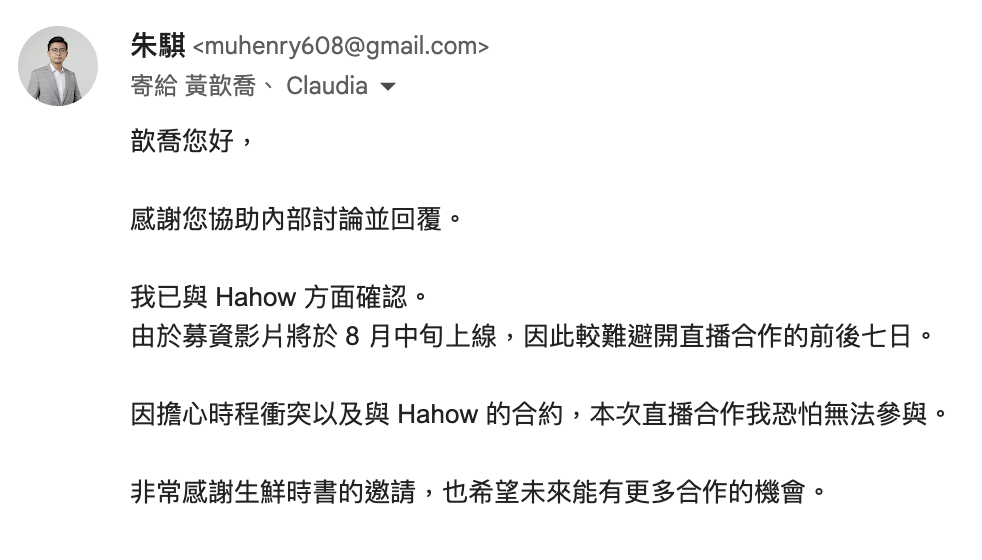 朱騏 <muhenry608@gmail.com>
寄給 黃歆喬、 Claudia
歆喬您好，
感謝您協助內部討論並回覆。
我已與 Hahow 方面確認。
由於募資影片將於 8 月中旬上線，因此較難避開直播合作的前後七日。
因擔心時程衝突以及與 Hahow 的合約，本次直播合作我恐怕無法參與。
非常感謝生鮮時書的邀請，也希望未來能有更多合作的機會。